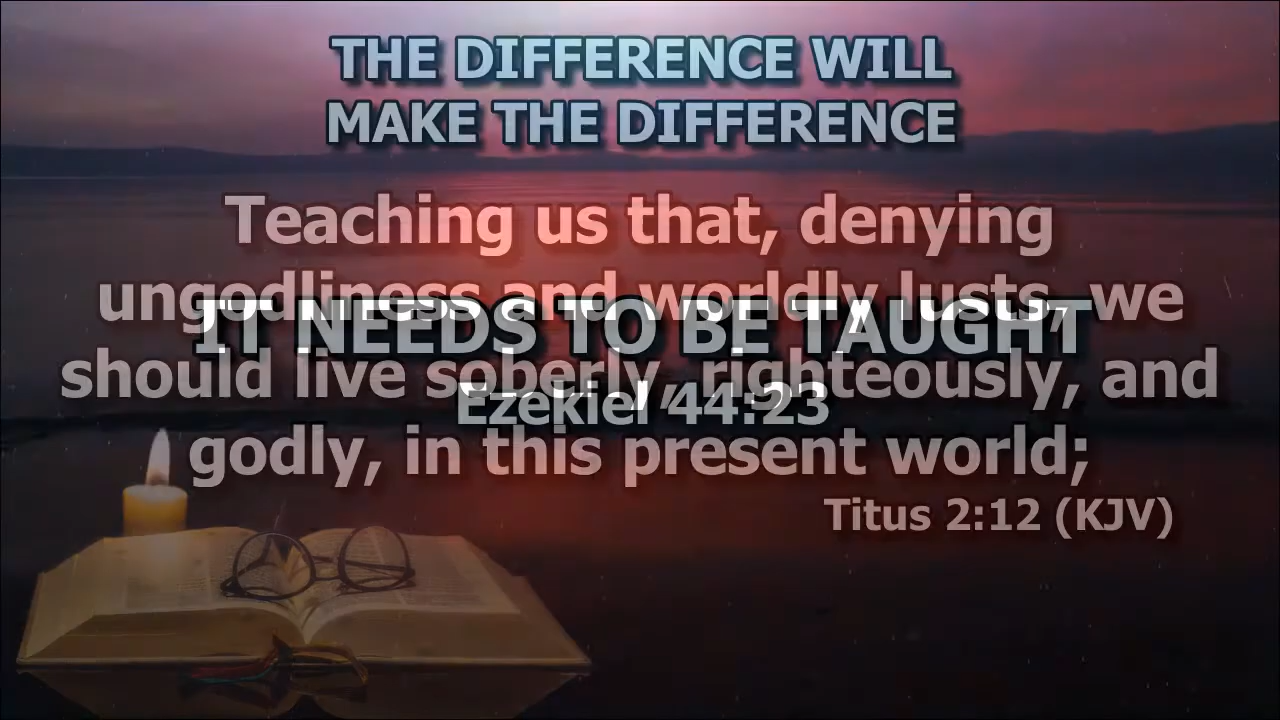 THE DIFFERENCE WILL
MAKE THE DIFFERENCE
Teaching us that, denying
ungodliness and worldly lusts, we
IT NEEDS TO BE TAUGHT
should live soberly, righteously, and
Ezekiel 44:23
godly, in this present world;
Titus 2:12 (KJV)